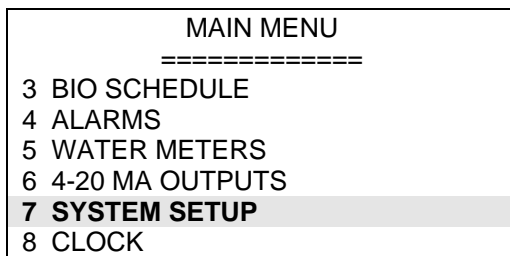 MAIN MENU
=============
3 BIO SCHEDULE
4 ALARMS
5 WATER METERS
6 4-20 MA OUTPUTS
7 SYSTEM SETUP
8 CLOCK